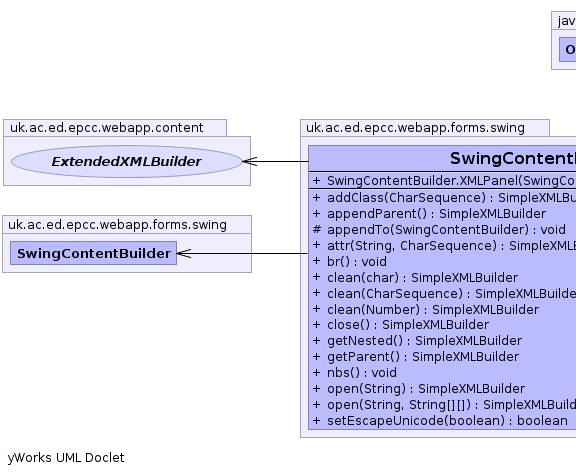 jav
O
uk.ac.ed.epcc.webapp.content
ExtendedXMLBuilder
uk.ac.ed.epcc.webapp.forms.swing
SwingContentBuilder
uk.ac.ed.epcc.webapp.forms.swing
SwingContentB
+ SwingContentBuilder.XMLPanel(SwingCo
+ addClass(CharSequence) : SimpleXMLBu
+ appendParent() : SimpleXMLBuilder
# appendTo(SwingContentBuilder) : void
+ attr(String, CharSequence) : SimpleXMLB
+ br() : void
+ clean(char) : SimpleXMLBuilder
+ clean(CharSequence) : SimpleXMLBuilder
+ clean(Number) : SimpleXMLBuilder
+ close() : SimpleXMLBuilder
+ getNested() : SimpleXMLBuilder
+ getParent() : SimpleXMLBuilder
+ nbs() : void
+ open(String) : SimpleXMLBuilder
+ open(String, String[][]) : SimpleXMLBuild
+ setEscapeUnicode(boolean) : boolean
yWorks UML Doclet